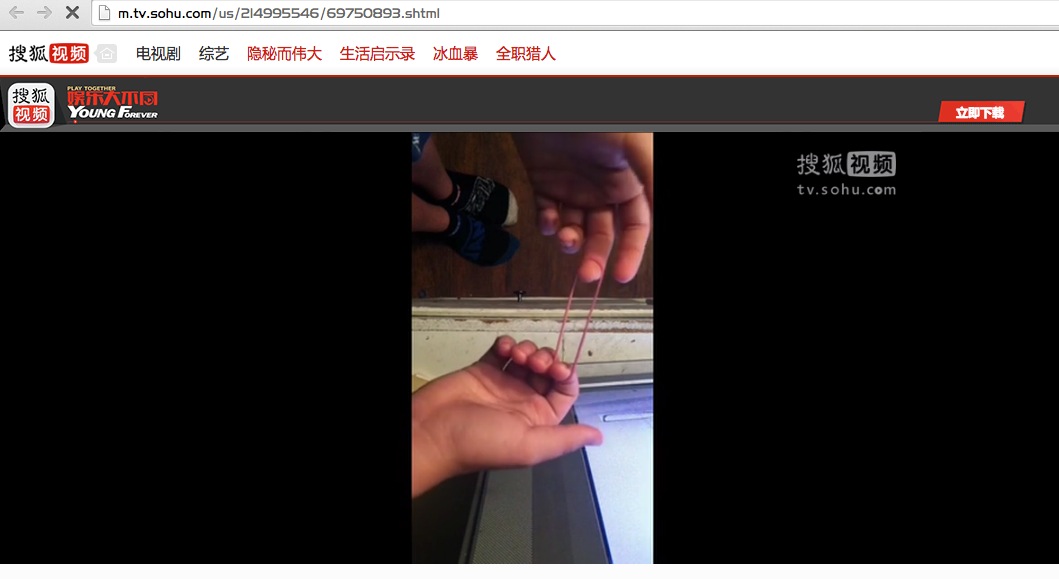 m.tv.sohu.com/us/214995546/69750893.shtml
搜狐视频 电视剧 综艺 隐秘而伟大 生活启示录 冰血暴 全职猎人
搜狐
视频
PLAY TOGETHER
娱乐大不同
YOUNG FOREVER
立即下载
搜狐视频
tv.sohu.com